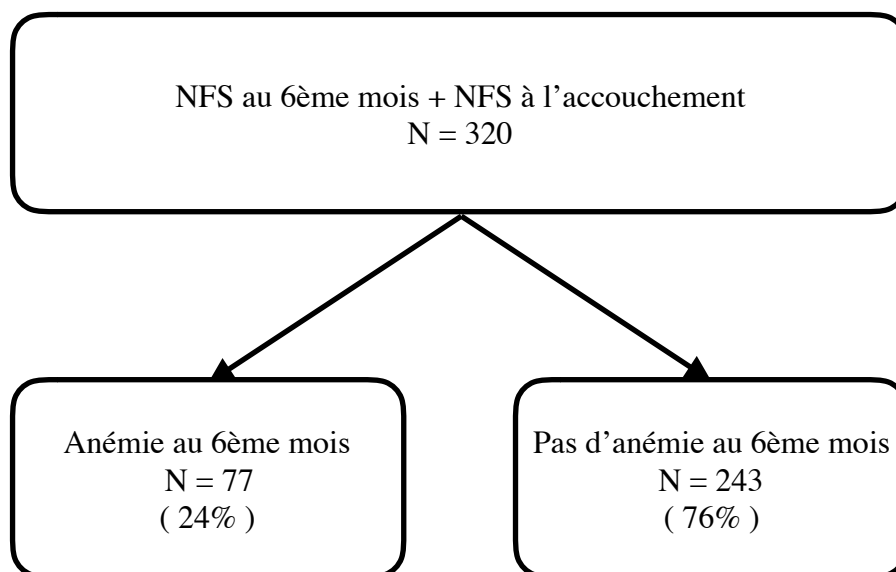 NFS au 6ème mois + NFS à l’accouchement
N = 320
Anémie au 6ème mois
N = 77
( 24% )
Pas d’anémie au 6ème mois
N = 243
( 76% )